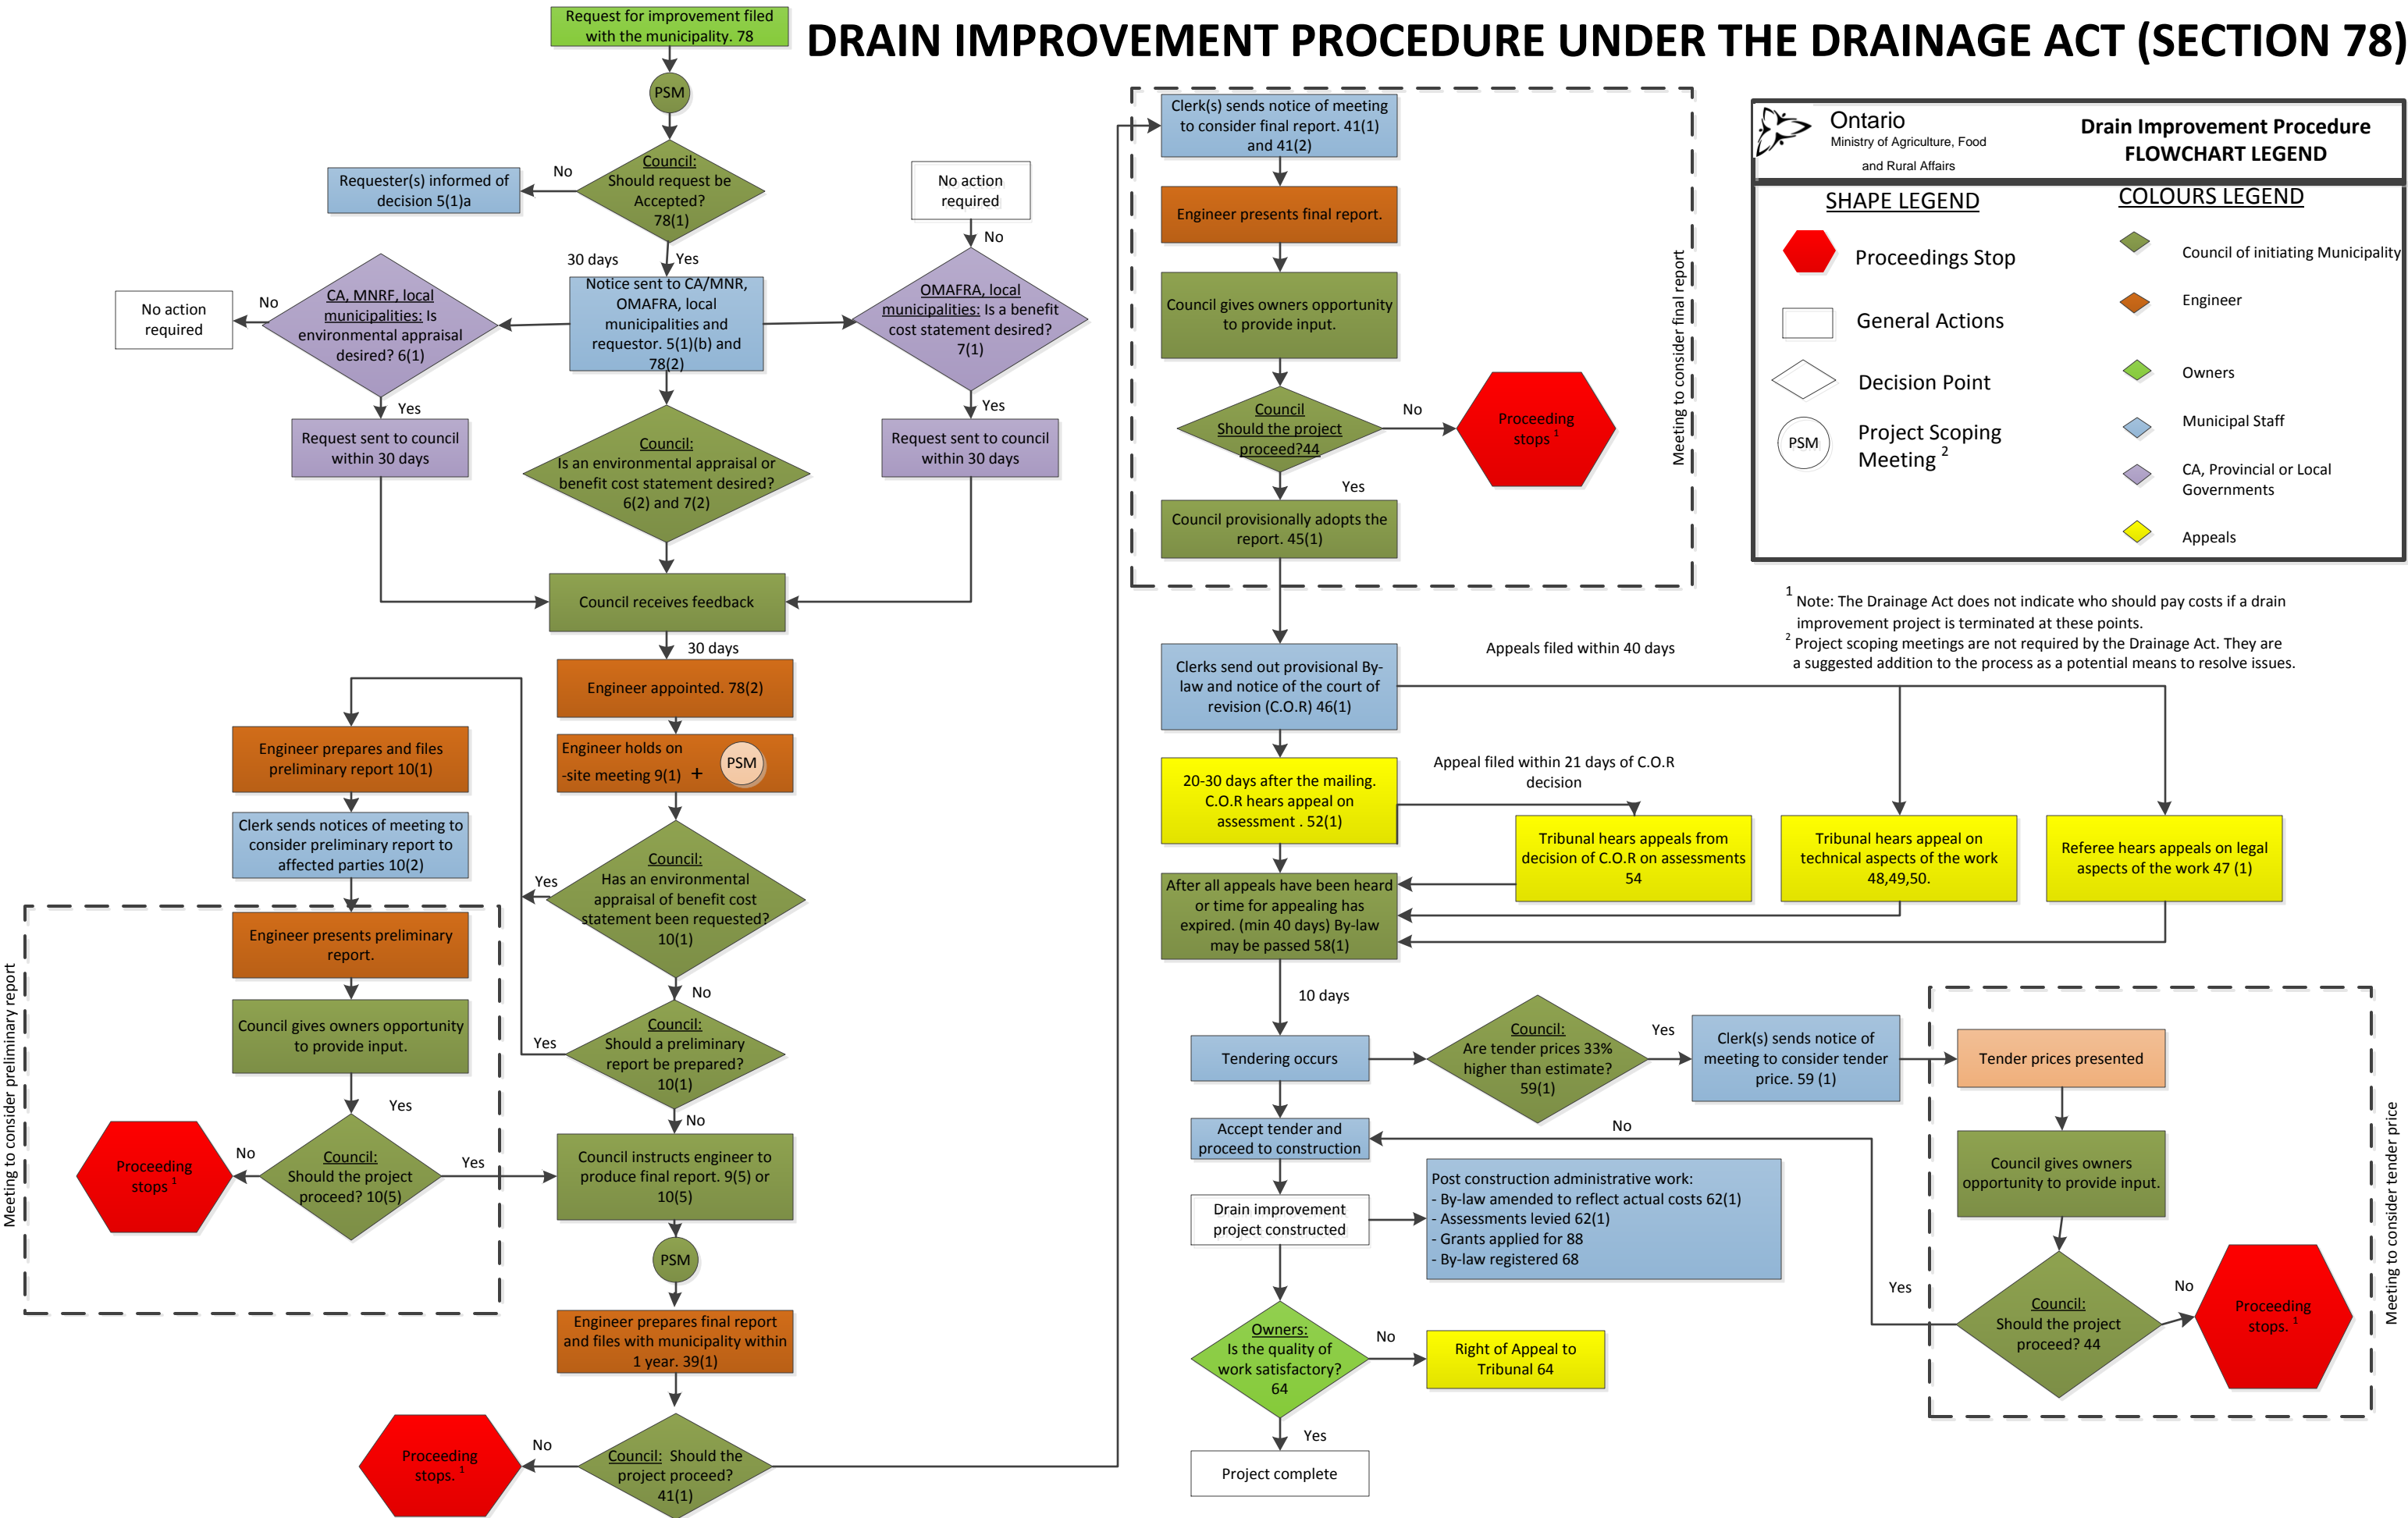 DRAIN IMPROVEMENT PROCEDURE UNDER THE DRAINAGE ACT (SECTION 78)
Request for improvement filed
with the municipality. 78
PSM
Council:
Should request be
Accepted?
78(1)
No
Requester(s) informed of
decision 5(1)a
30 days
Yes
Notice sent to CA/MNR,
OMAFRA, local
municipalities and
requestor. 5(1)(b) and
78(2)
CA, MNRF, local
municipalities: Is
environmental appraisal
desired? 6(1)
No
No action
required
Yes
Request sent to council
within 30 days
No action
required
No
OMAFRA, local
municipalities: Is a benefit
cost statement desired?
7(1)
Yes
Request sent to council
within 30 days
Council:
Is an environmental appraisal or
benefit cost statement desired?
6(2) and 7(2)
Council receives feedback
30 days
Engineer appointed. 78(2)
Engineer holds on
-site meeting 9(1) +
PSM
Council:
Has an environmental
appraisal of benefit cost
statement been requested?
10(1)
Yes
No
Council:
Should a preliminary
report be prepared?
10(1)
Yes
No
Engineer prepares and files
preliminary report 10(1)
Clerk sends notices of meeting to
consider preliminary report to
affected parties 10(2)
Meeting to consider preliminary report
Engineer presents preliminary
report.
Council gives owners opportunity
to provide input.
Yes
Council:
Should the project
proceed? 10(5)
No
Proceeding
stops 1
Yes
Council instructs engineer to
produce final report. 9(5) or
10(5)
PSM
Engineer prepares final report
and files with municipality within
1 year. 39(1)
Council: Should the
project proceed?
41(1)
No
Proceeding
stops. 1
Clerk(s) sends notice of meeting
to consider final report. 41(1)
and 41(2)
Engineer presents final report.
Council gives owners opportunity
to provide input.
Council
Should the project
proceed?44
No
Proceeding
stops 1
Yes
Council provisionally adopts the
report. 45(1)
Meeting to consider final report
Clerks send out provisional By-
law and notice of the court of
revision (C.O.R) 46(1)
Appeals filed within 40 days
20-30 days after the mailing.
C.O.R hears appeal on
assessment . 52(1)
Appeal filed within 21 days of C.O.R
decision
Tribunal hears appeals from
decision of C.O.R on assessments
54
Tribunal hears appeal on
technical aspects of the work
48,49,50.
Referee hears appeals on legal
aspects of the work 47 (1)
After all appeals have been heard
or time for appealing has
expired. (min 40 days) By-law
may be passed 58(1)
10 days
Tendering occurs
Council:
Are tender prices 33%
higher than estimate?
59(1)
Yes
Clerk(s) sends notice of
meeting to consider tender
price. 59 (1)
Tender prices presented
Council gives owners
opportunity to provide input.
Council:
Should the project
proceed? 44
No
Proceeding
stops. 1
Yes
Meeting to consider tender price
No
Accept tender and
proceed to construction
Drain improvement
project constructed
Post construction administrative work:
- By-law amended to reflect actual costs 62(1)
- Assessments levied 62(1)
- Grants applied for 88
- By-law registered 68
Owners:
Is the quality of
work satisfactory?
64
No
Right of Appeal to
Tribunal 64
Yes
Project complete
Ontario
Ministry of Agriculture, Food
and Rural Affairs
Drain Improvement Procedure
FLOWCHART LEGEND
SHAPE LEGEND
Proceedings Stop
General Actions
Decision Point
PSM
Project Scoping
Meeting 2
COLOURS LEGEND
Council of initiating Municipality
Engineer
Owners
Municipal Staff
CA, Provincial or Local
Governments
Appeals
1 Note: The Drainage Act does not indicate who should pay costs if a drain
improvement project is terminated at these points.
2 Project scoping meetings are not required by the Drainage Act. They are
a suggested addition to the process as a potential means to resolve issues.